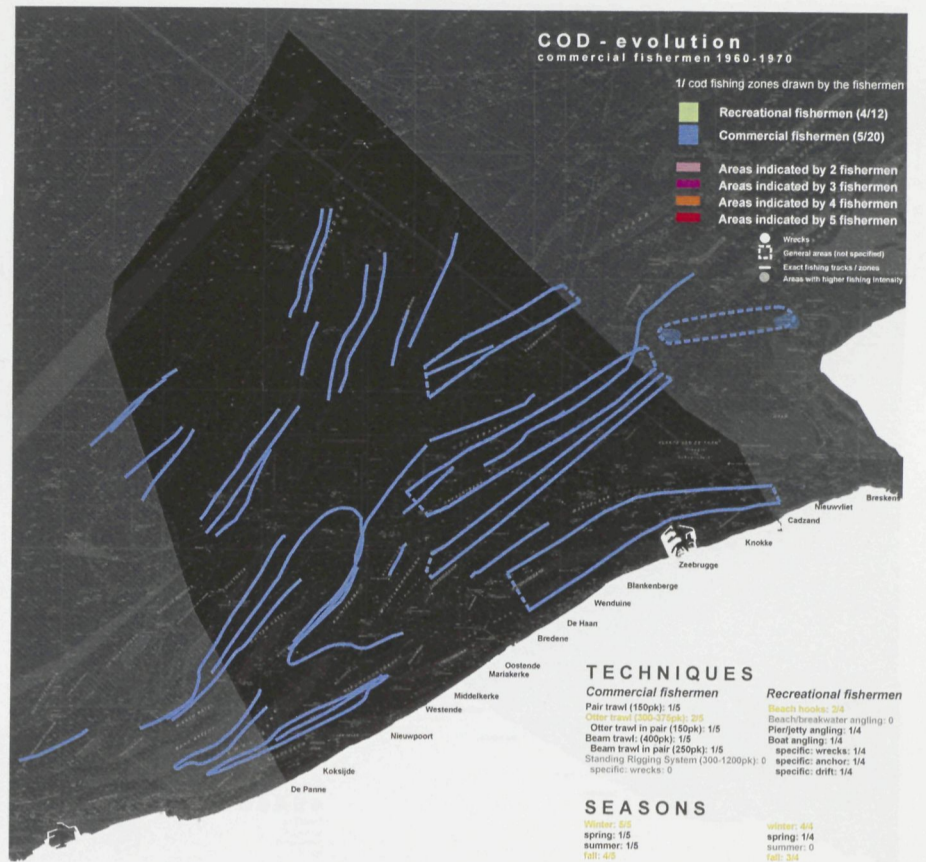 COD - evolution
commercial fishermen 1960-1970
1/ cod fishing zones drawn by the fishermen
Recreational fishermen (4/12)
Commercial fishermen (5/20)
Areas indicated by 2 fishermen
Areas indicated by 3 fishermen
Areas indicated by 4 fishermen
Areas indicated by 5 fishermen
Wrecks
General areas (not specified)
Exact fishing tracks / zones
Areas with higher fishing intensity
Breskens
Nieuwvliet
Cadzand
Knokke
Zeebrugge
Blankenberge
Wenduine
De Haan
Bredene
Oostende
Mariakerke
Middelkerke
Westende
Nieuwpoort
Koksijde
De Panne
TECHNIQUES
Commercial fishermen
Pair trawl (150pk): 1/5
Otter trawl (300-375pk): 2/5
Otter trawl in pair (150pk): 1/5
Beam trawl: (400pk): 1/5
Beam trawl in pair (250pk): 1/5
Standing Rigging System (300-1200pk): 0
specific: wrecks: 0
Recreational fishermen
Beach hooks: 2/4
Beach/breakwater angling: 0
Pier/jetty angling: 1/4
Boat angling: 1/4
specific: wrecks: 1/4
specific: anchor: 1/4
specific: drift: 1/4
SEASONS
Winter: 5/5
spring: 1/5
summer: 1/5
fall: 4/5
winter: 4/4
spring: 1/4
summer: 0
fall: 3/4